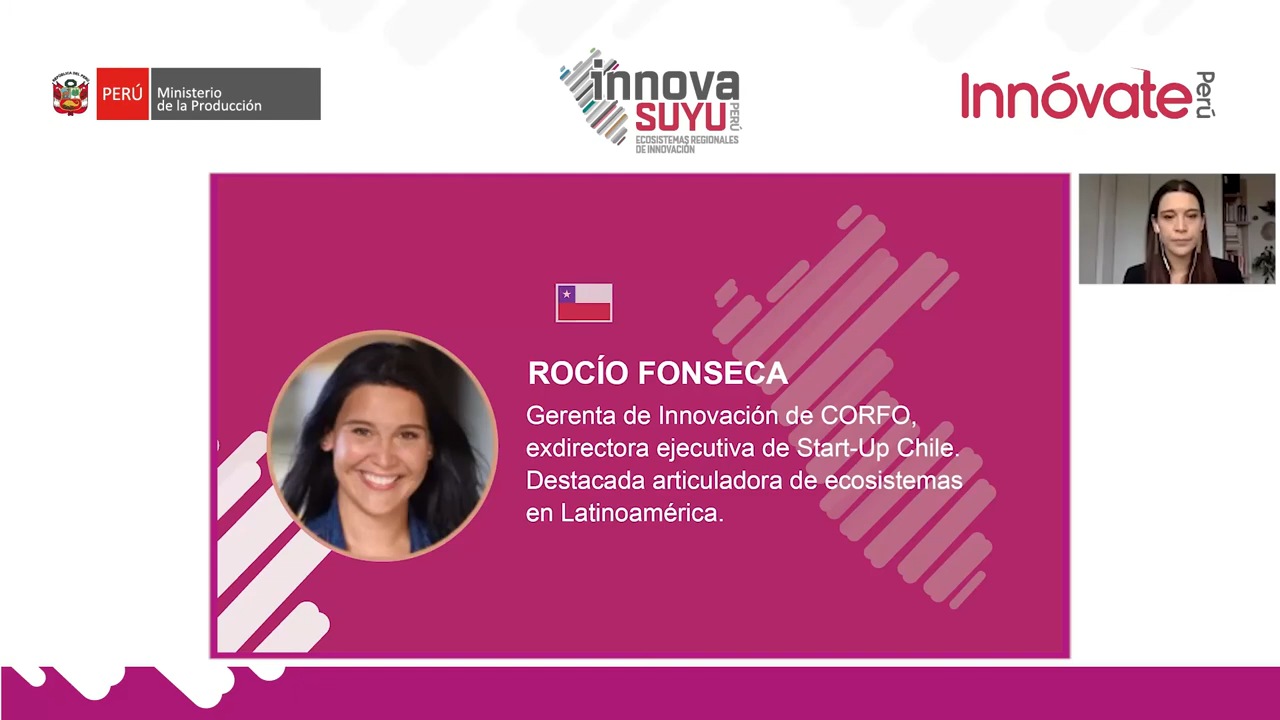 PERÚ
Ministerio
de la Producción
innova
SUYU
PERÚ
ECOSISTEMAS REGIONALES
DE INNOVACIÓN
Innóvate
Perú
ROCÍO FONSECA
Gerenta de Innovación de CORFO,
exdirectora ejecutiva de Start-Up Chile.
Destacada articuladora de ecosistemas
en Latinoamérica.